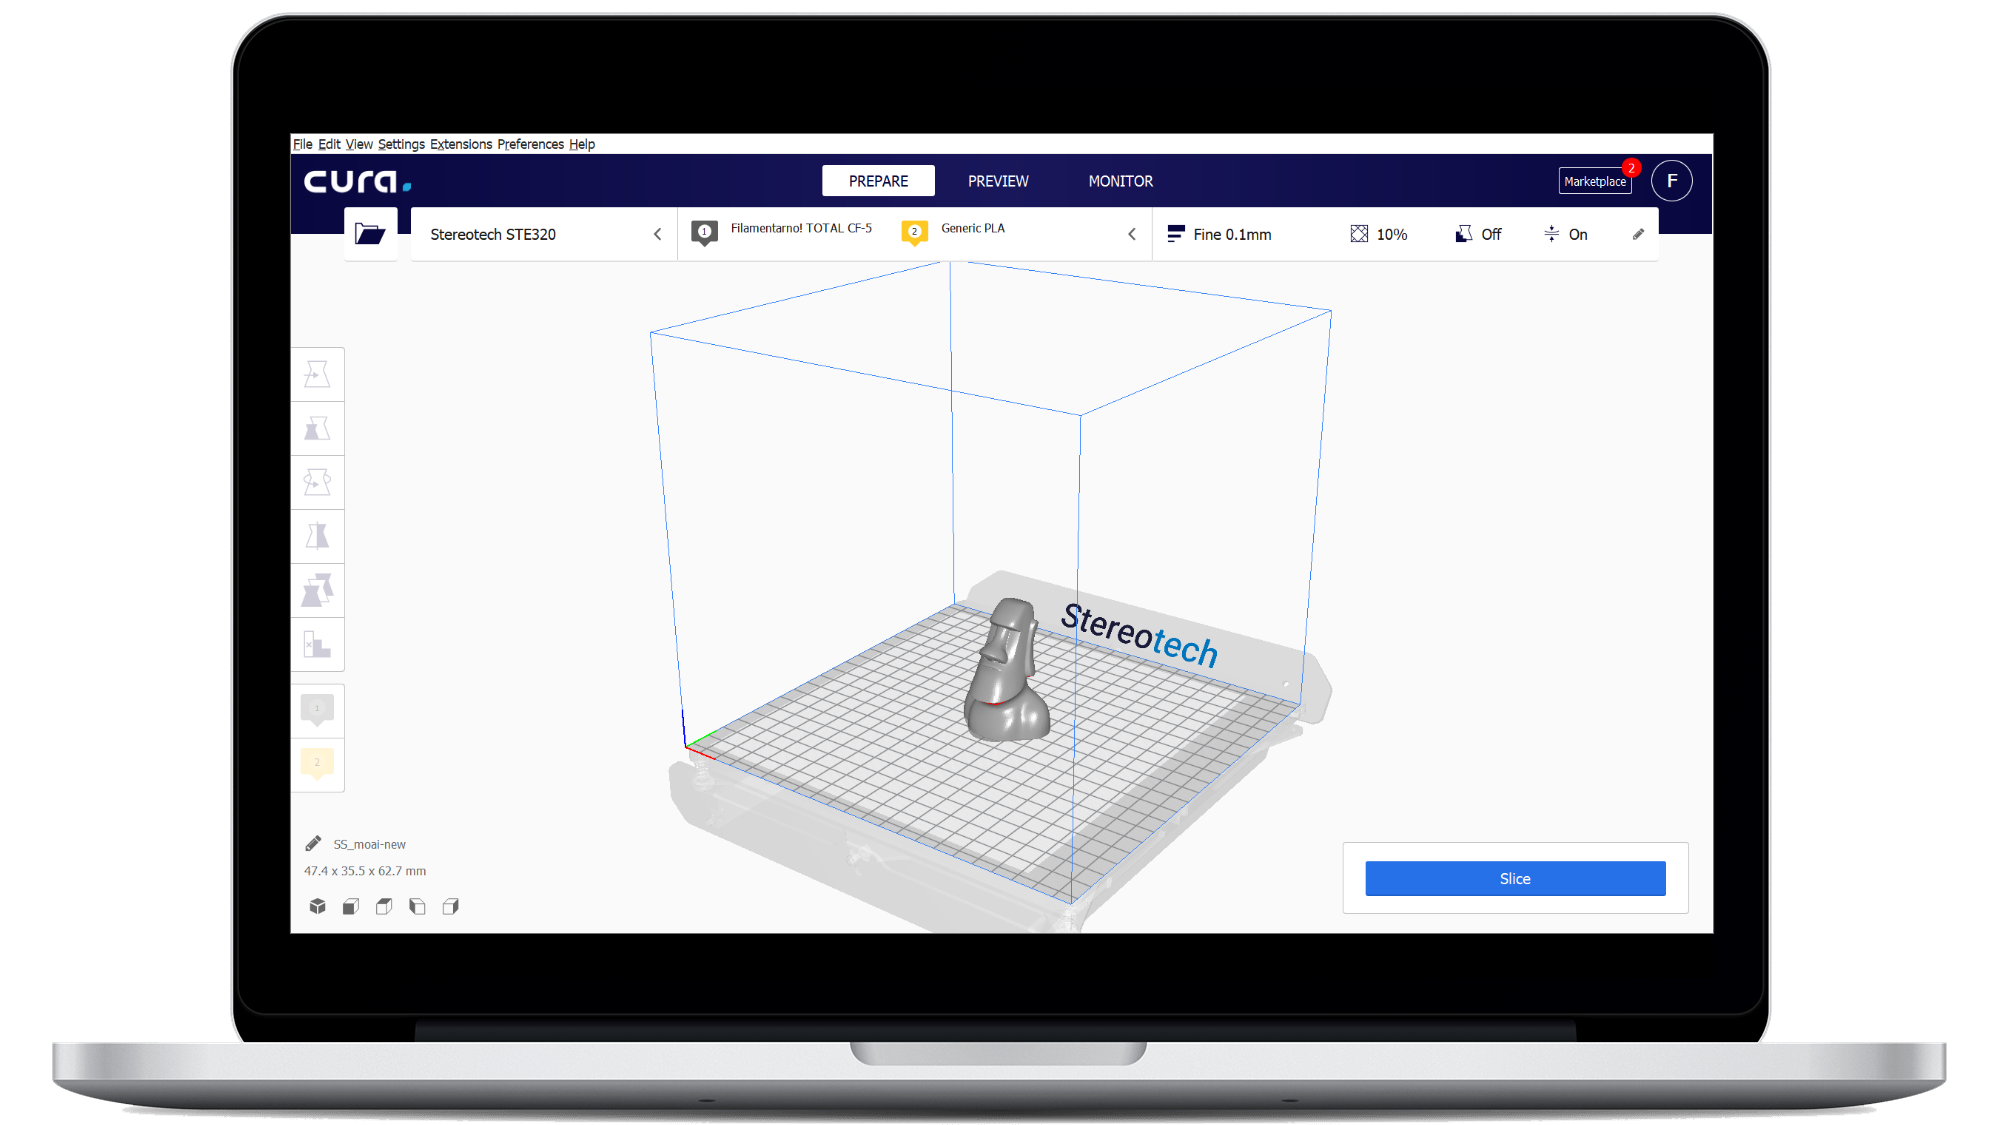 File Edit View Settings Extensions Preferences Help
cura.
PREPARE
PREVIEW
MONITOR
Marketplace
2
F
Stereotech STE320
1
Filamentarno! TOTAL CF-5
2
Generic PLA
Fine 0.1mm
10%
Off
On
Stereotech
1
2
SS_moai-new
47.4 x 35.5 x 62.7 mm
Slice